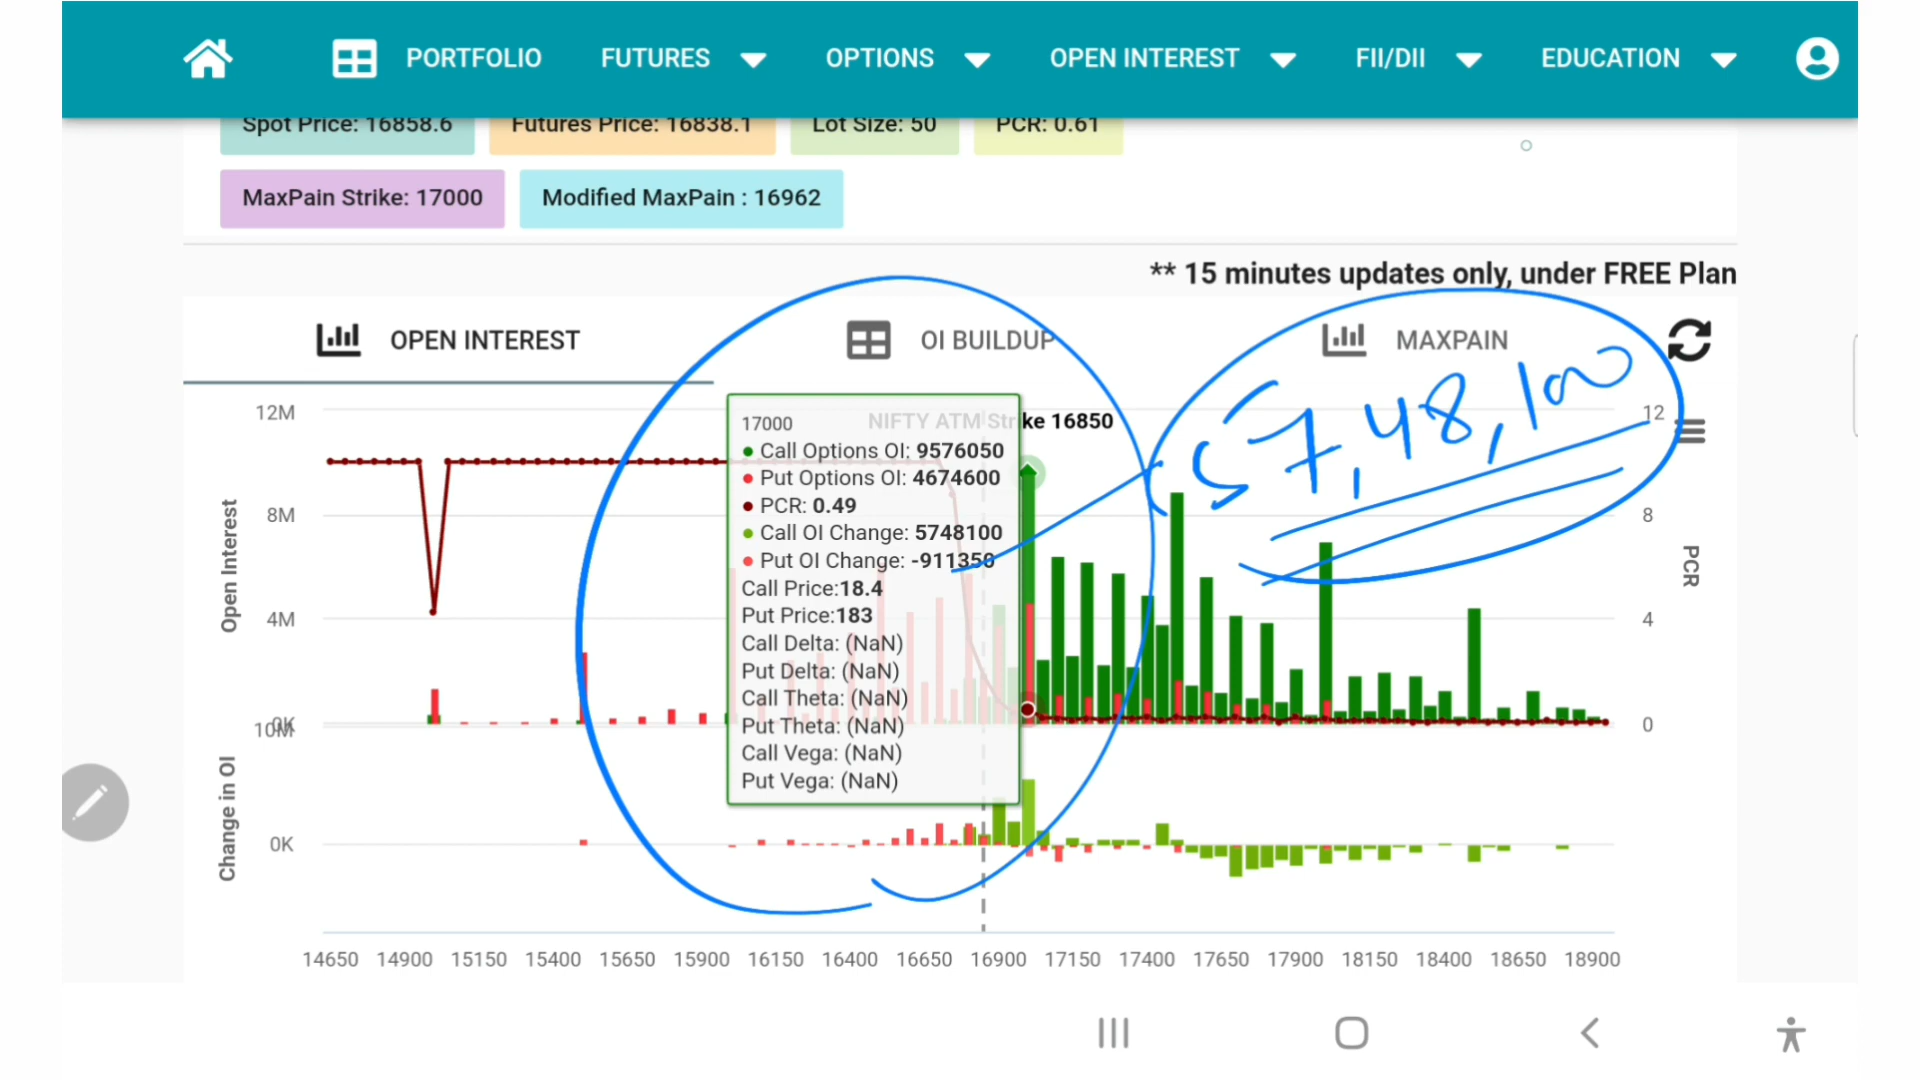 PORTFOLIO FUTURES OPTIONS OPEN INTEREST FII/DII EDUCATION
Spot Price: 16858.6 Futures Price: 16838.1 Lot Size: 50 PCR: 0.61
MaxPain Strike: 17000 Modified MaxPain : 16962
** 15 minutes updates only, under FREE Plan
OPEN INTEREST OI BUILDUP MAXPAIN
57,48,100
NIFTY ATM Strike 16850
17000
Call Options OI: 9576050
Put Options OI: 4674600
PCR: 0.49
Call OI Change: 5748100
Put OI Change: -911350
Call Price:18.4
Put Price:183
Call Delta: (NaN)
Put Delta: (NaN)
Call Theta: (NaN)
Put Theta: (NaN)
Call Vega: (NaN)
Put Vega: (NaN)
Open Interest
12M
8M
4M
0K
10M
Change in OI
0K
12
8
4
0
PCR
14650 14900 15150 15400 15650 15900 16150 16400 16650 16900 17150 17400 17650 17900 18150 18400 18650 18900